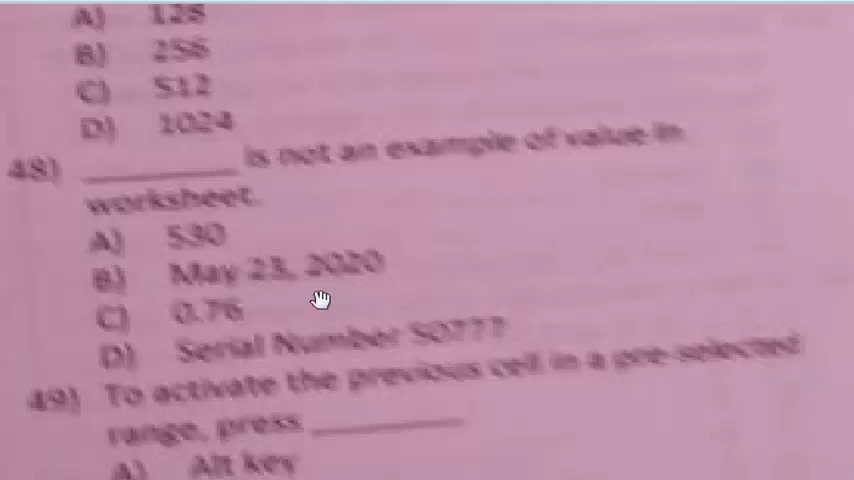 A) 128
B) 256
C) 512
D) 1024
48) ________ is not an example of value in
worksheet.
A) 530
B) May 23, 2020
C) 0.76
D) Serial Number
49) To activate the previous cell in a pre-selected
range, press ________
A) Alt key